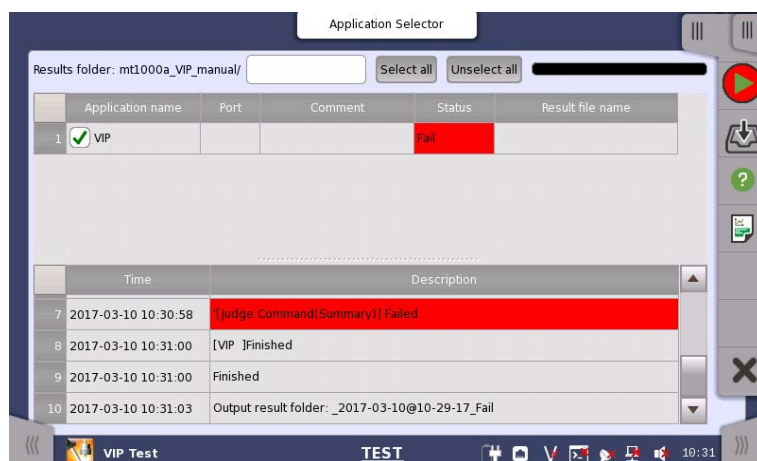 Application Selector
Results folder: mt1000a_VIP_manual/ Select all Unselect all
Application name Port Comment Status Result file name
1 VIP Fail
Time Description
7 2017-03-10 10:30:58 '[Judge Command(Summary)] Failed
8 2017-03-10 10:31:00 [VIP ]Finished
9 2017-03-10 10:31:00 Finished
10 2017-03-10 10:31:03 Output result folder: _2017-03-10@10-29-17_Fail
VIP Test TEST 10:31